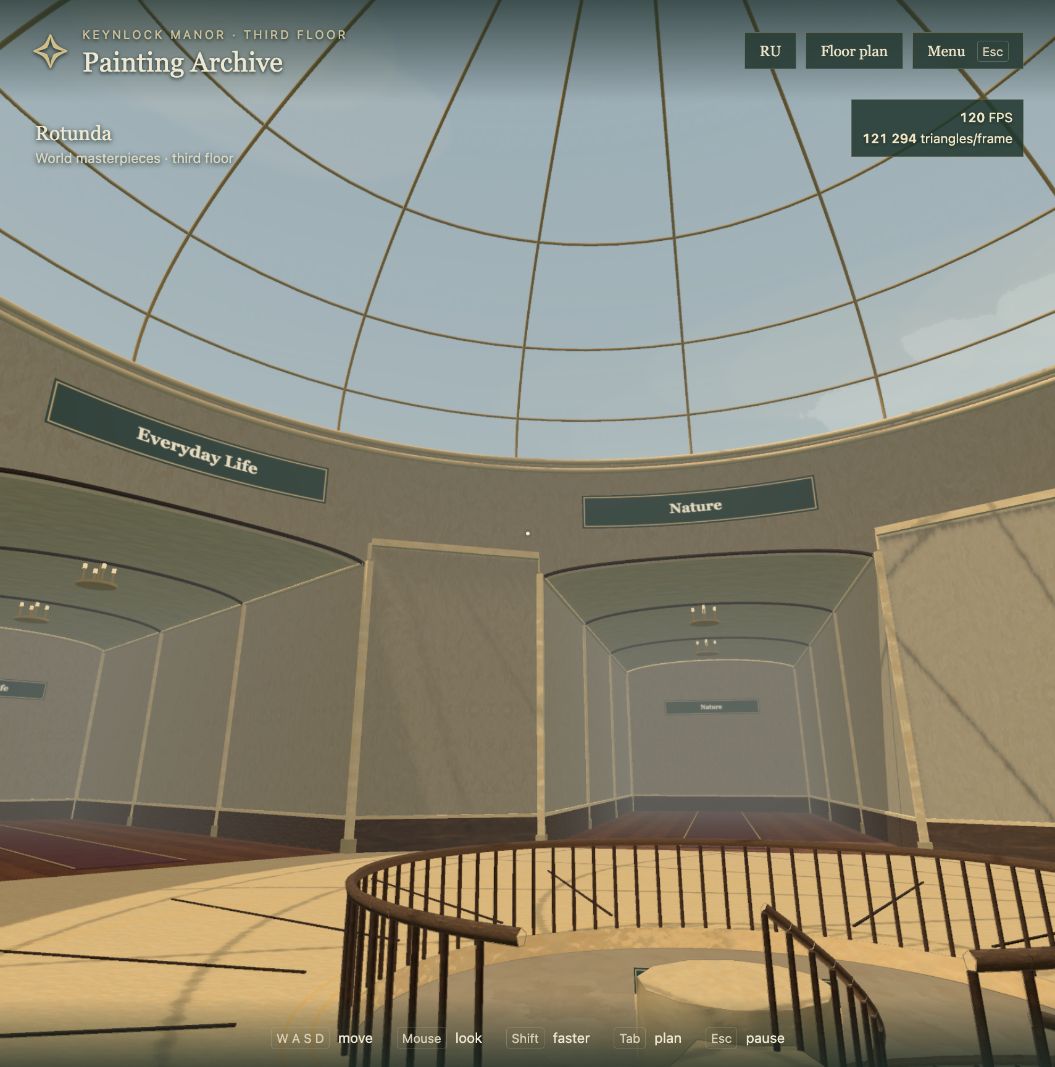 KEYNLOCK MANOR · THIRD FLOOR
Painting Archive
RU
Floor plan
Menu Esc
120 FPS
121 294 triangles/frame
Rotunda
World masterpieces · third floor
Everyday Life
Nature
fe
Nature
W A S D move Mouse look Shift faster Tab plan Esc pause